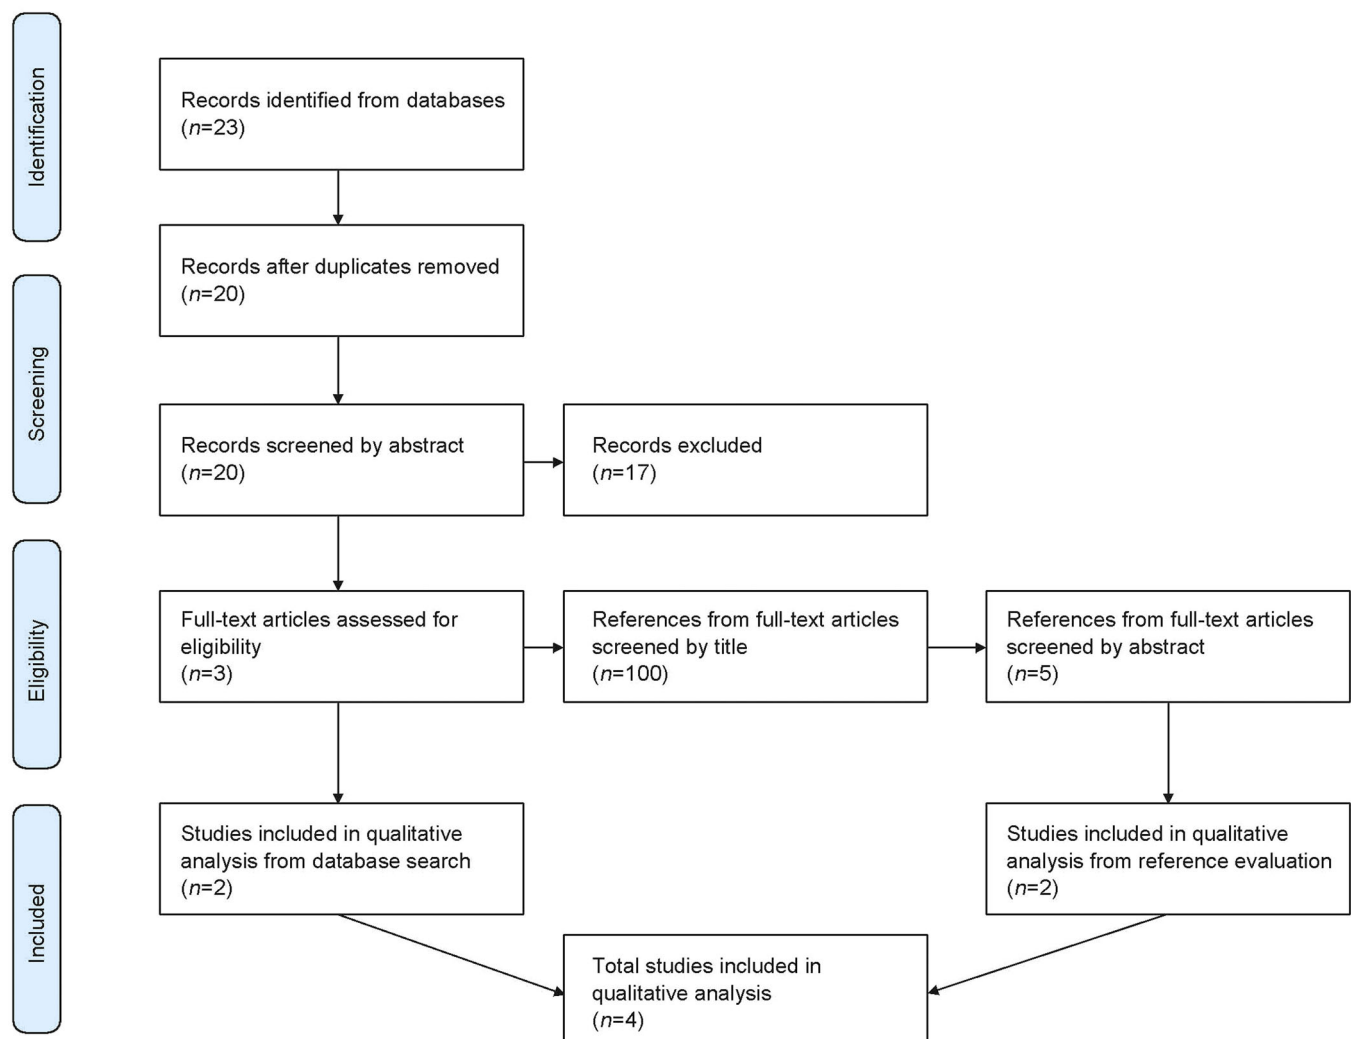 Identification
Records identified from databases
(n=23)
Records after duplicates removed
(n=20)
Screening
Records screened by abstract
(n=20)
Records excluded
(n=17)
Eligibility
Full-text articles assessed for
eligibility
(n=3)
References from full-text articles
screened by title
(n=100)
References from full-text articles
screened by abstract
(n=5)
Included
Studies included in qualitative
analysis from database search
(n=2)
Studies included in qualitative
analysis from reference evaluation
(n=2)
Total studies included in
qualitative analysis
(n=4)